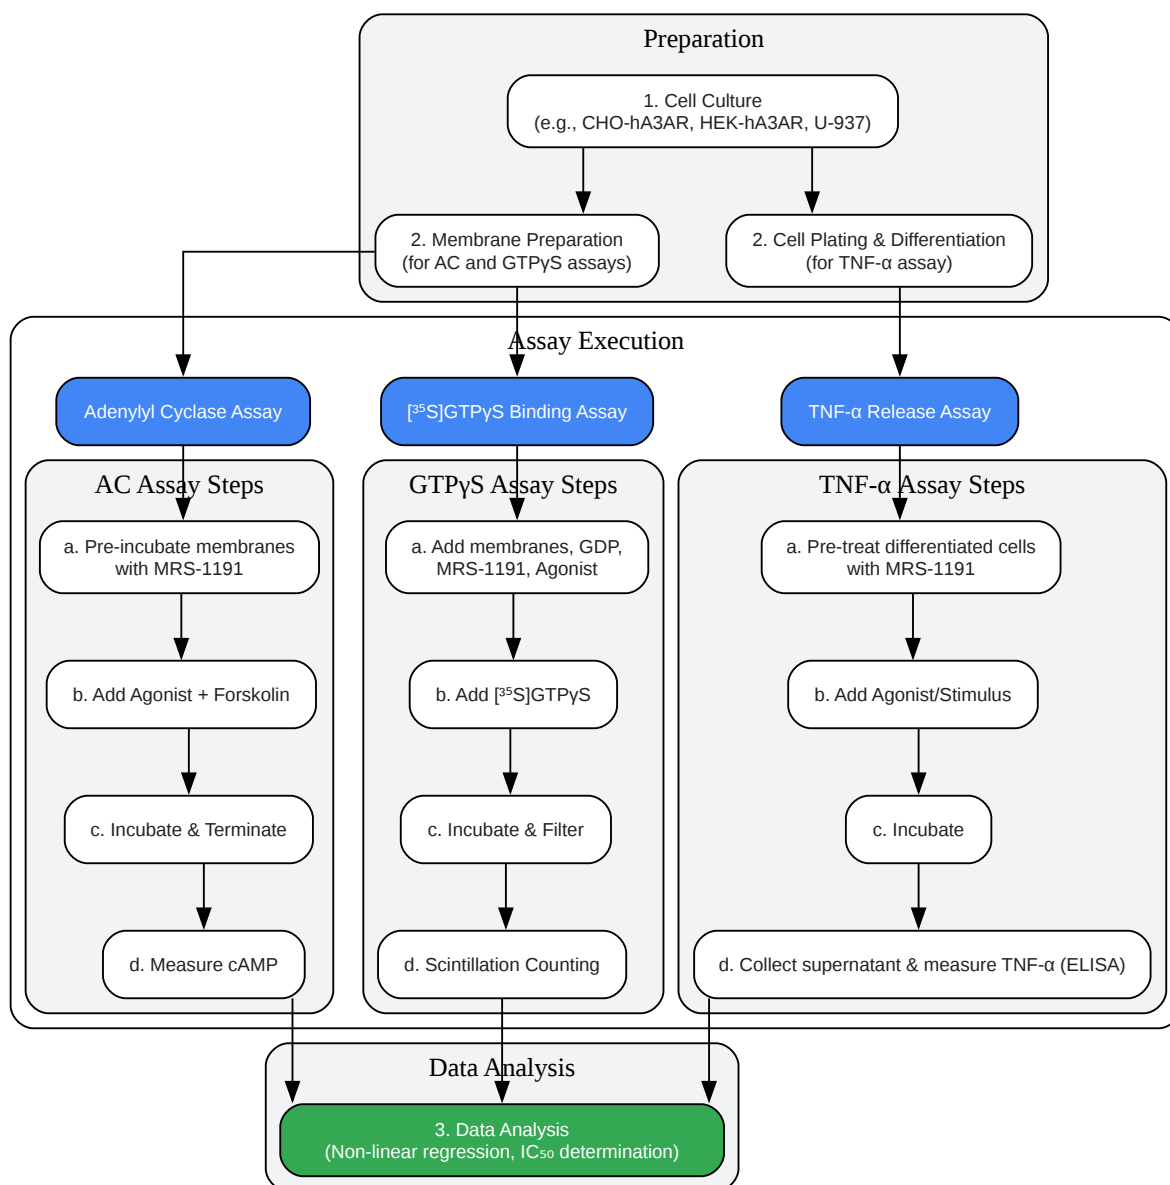 Preparation
1. Cell Culture
(e.g., CHO-hA3AR, HEK-hA3AR, U-937)
2. Membrane Preparation
(for AC and GTPγS assays)
2. Cell Plating & Differentiation
(for TNF-α assay)
Assay Execution
Adenylyl Cyclase Assay
[³⁵S]GTPγS Binding Assay
TNF-α Release Assay
AC Assay Steps
a. Pre-incubate membranes
with MRS-1191
b. Add Agonist + Forskolin
c. Incubate & Terminate
d. Measure cAMP
GTPγS Assay Steps
a. Add membranes, GDP,
MRS-1191, Agonist
b. Add [³⁵S]GTPγS
c. Incubate & Filter
d. Scintillation Counting
TNF-α Assay Steps
a. Pre-treat differentiated cells
with MRS-1191
b. Add Agonist/Stimulus
c. Incubate
d. Collect supernatant & measure TNF-α (ELISA)
Data Analysis
3. Data Analysis
(Non-linear regression, IC₅₀ determination)